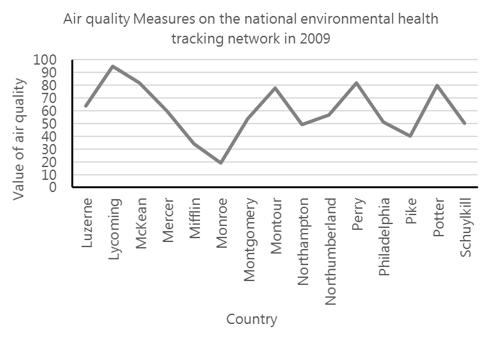 Air quality Measures on the national environmental health
tracking network in 2009
Value of air quality
100
90
80
70
60
50
40
30
20
10
0
Luzerne
Lycoming
McKean
Mercer
Mifflin
Monroe
Montgomery
Montour
Northampton
Northumberland
Perry
Philadelphia
Pike
Potter
Schuylkill
Country